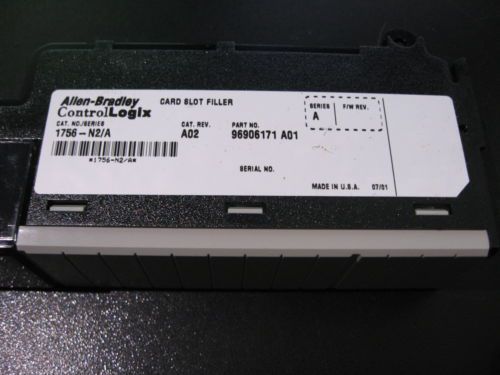 Allen-Bradley CARD SLOT FILLER
ControlLogix
SERIES F/W REV.
A
CAT. NO./SERIES CAT. REV. PART NO.
1756-N2/A A02 96906171 A01
*1756-N2/A*
SERIAL NO.
MADE IN U.S.A. 07/01